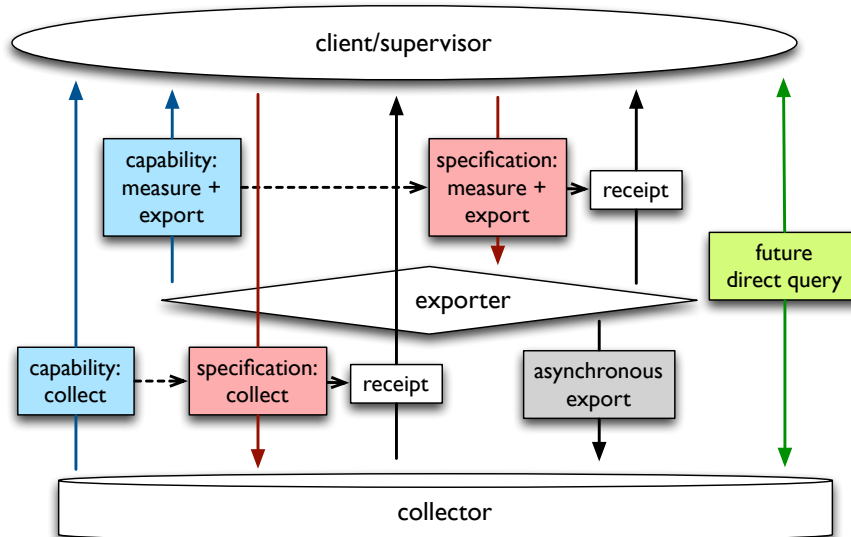 client/supervisor
capability:
measure +
export
specification:
measure +
export
receipt
future
direct query
exporter
capability:
collect
specification:
collect
receipt
asynchronous
export
collector